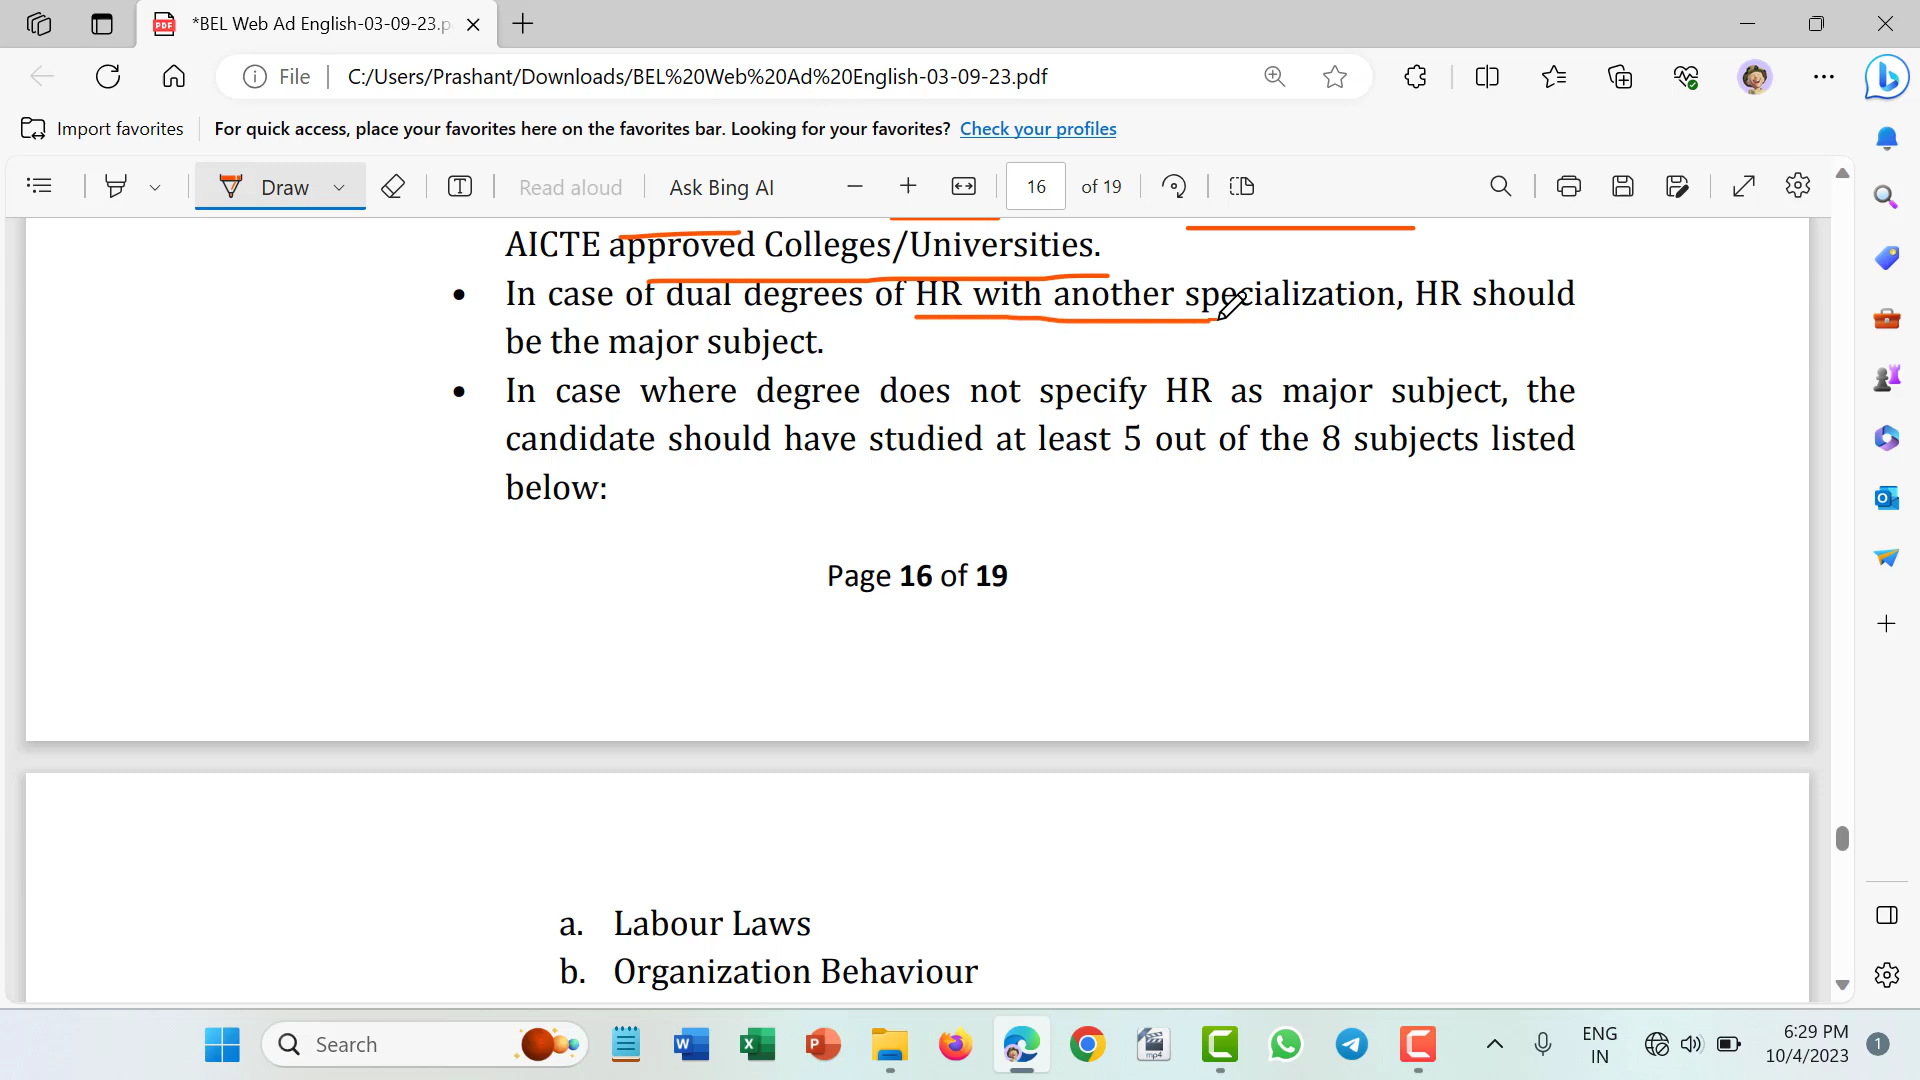 *BEL Web Ad English-03-09-23.p
File
C:/Users/Prashant/Downloads/BEL%20Web%20Ad%20English-03-09-23.pdf
Import favorites
For quick access, place your favorites here on the favorites bar. Looking for your favorites? Check your profiles
Draw
Read aloud
Ask Bing AI
16 of 19
AICTE approved Colleges/Universities.
• In case of dual degrees of HR with another specialization, HR should
be the major subject.
• In case where degree does not specify HR as major subject, the
candidate should have studied at least 5 out of the 8 subjects listed
below:
Page 16 of 19
a. Labour Laws
b. Organization Behaviour
Search
ENG
IN
6:29 PM
10/4/2023
1